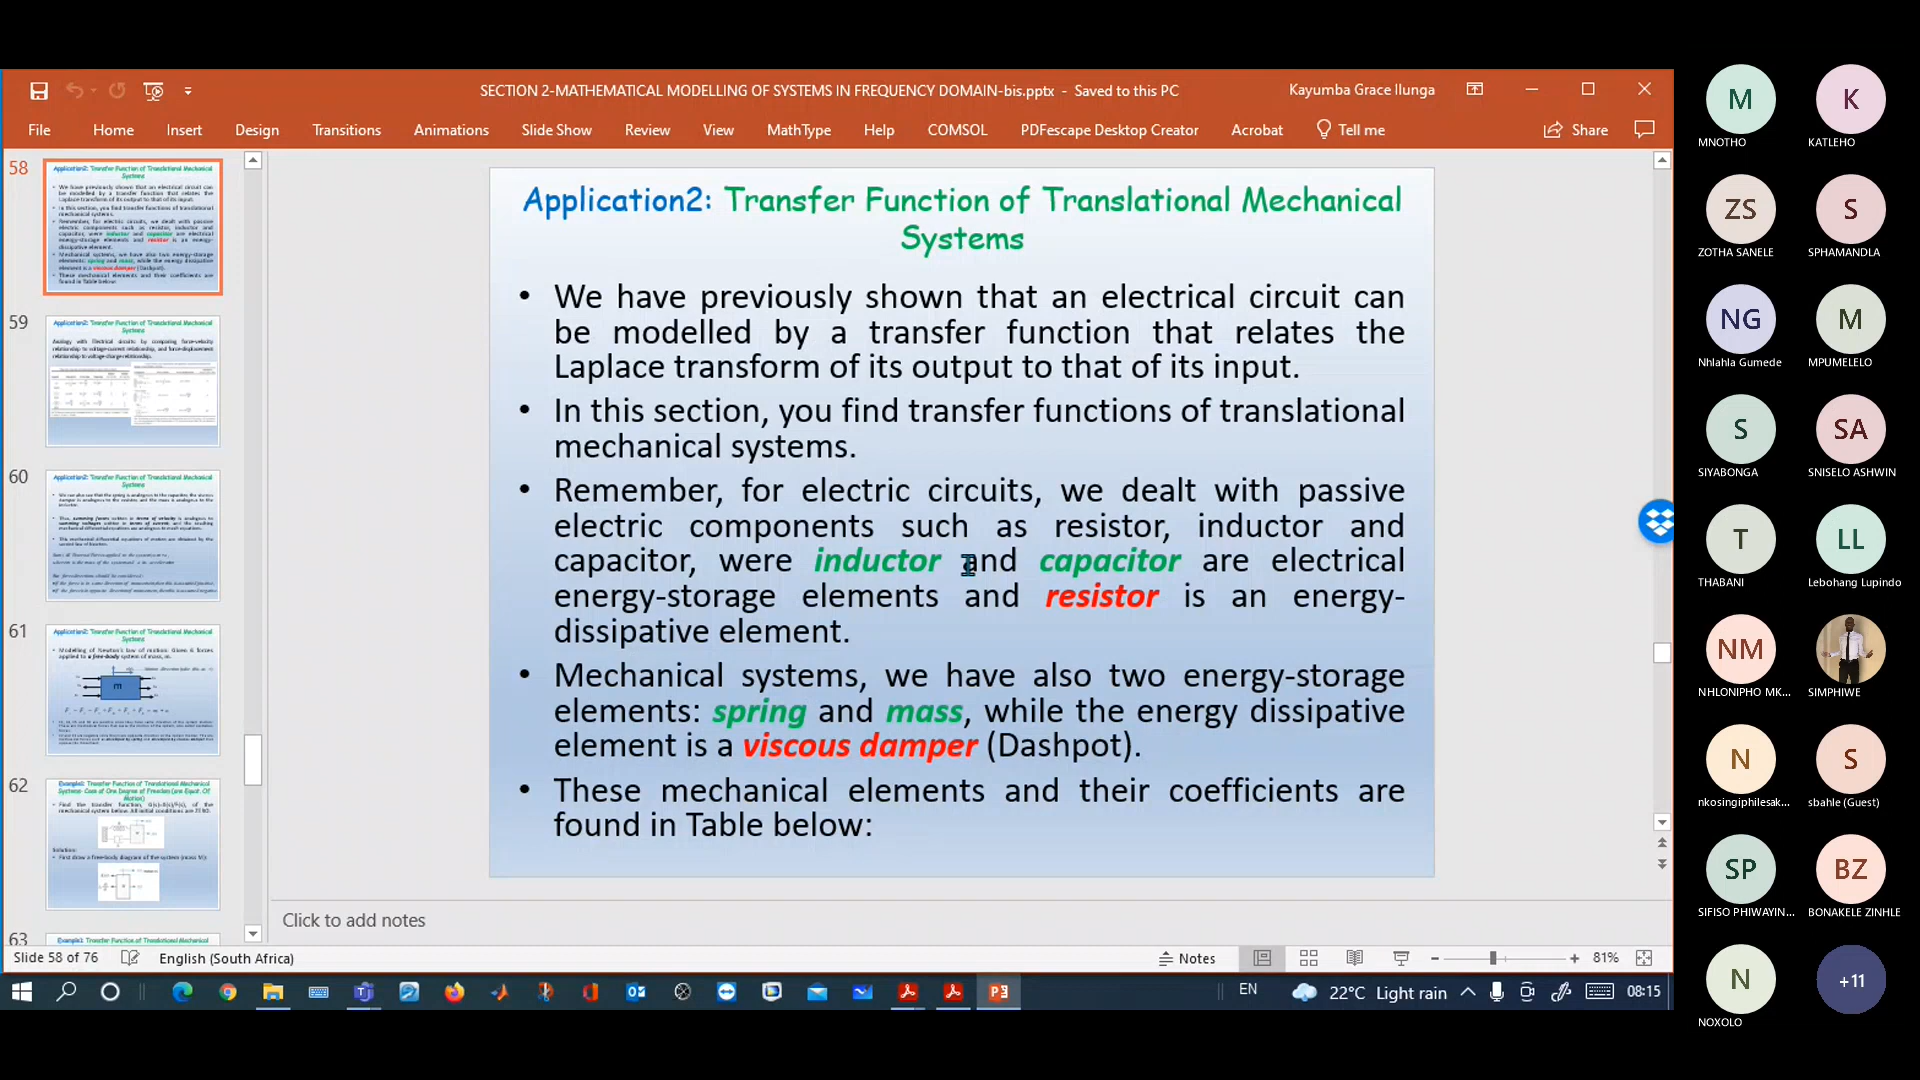 SECTION 2-MATHEMATICAL MODELLING OF SYSTEMS IN FREQUENCY DOMAIN-bis.pptx - Saved to this PC
Kayumba Grace Ilunga
File Home Insert Design Transitions Animations Slide Show Review View MathType Help COMSOL PDFescape Desktop Creator Acrobat Tell me Share
58
59
60
61
62
63
Application2: Transfer Function of Translational Mechanical
Systems
• We have previously shown that an electrical circuit can
be modelled by a transfer function that relates the
Laplace transform of its output to that of its input.
• In this section, you find transfer functions of translational
mechanical systems.
• Remember, for electric circuits, we dealt with passive
electric components such as resistor, inductor and
capacitor, were inductor and capacitor are electrical
energy-storage elements and resistor is an energy-
dissipative element.
• Mechanical systems, we have also two energy-storage
elements: spring and mass, while the energy dissipative
element is a viscous damper (Dashpot).
• These mechanical elements and their coefficients are
found in Table below:
Click to add notes
Slide 58 of 76
English (South Africa)
Notes
81%
EN
22°C Light rain
08:15
M
MNOTHO
K
KATLEHO
ZS
ZOTHA SANELE
S
SPHAMANDLA
NG
Nhlahla Gumede
M
MPUMELELO
S
SIYABONGA
SA
SNISELO ASHWIN
T
THABANI
LL
Lebohang Lupindo
NM
NHLONIPHO MK...
SIMPHIWE
N
nkosingiphilesak...
S
sbahle (Guest)
SP
SIFISO PHIWAYIN...
BZ
BONAKELE ZINHLE
N
NOXOLO
+11